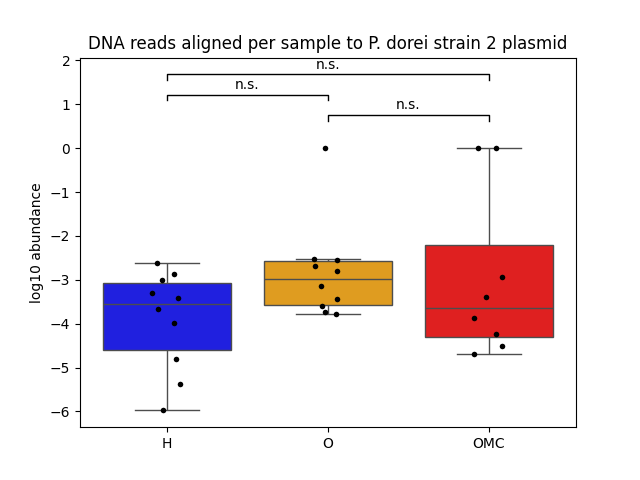 DNA reads aligned per sample to P. dorei strain 2 plasmid
n.s.
n.s.
n.s.
log10 abundance
2
1
0
−1
−2
−3
−4
−5
−6
H O OMC